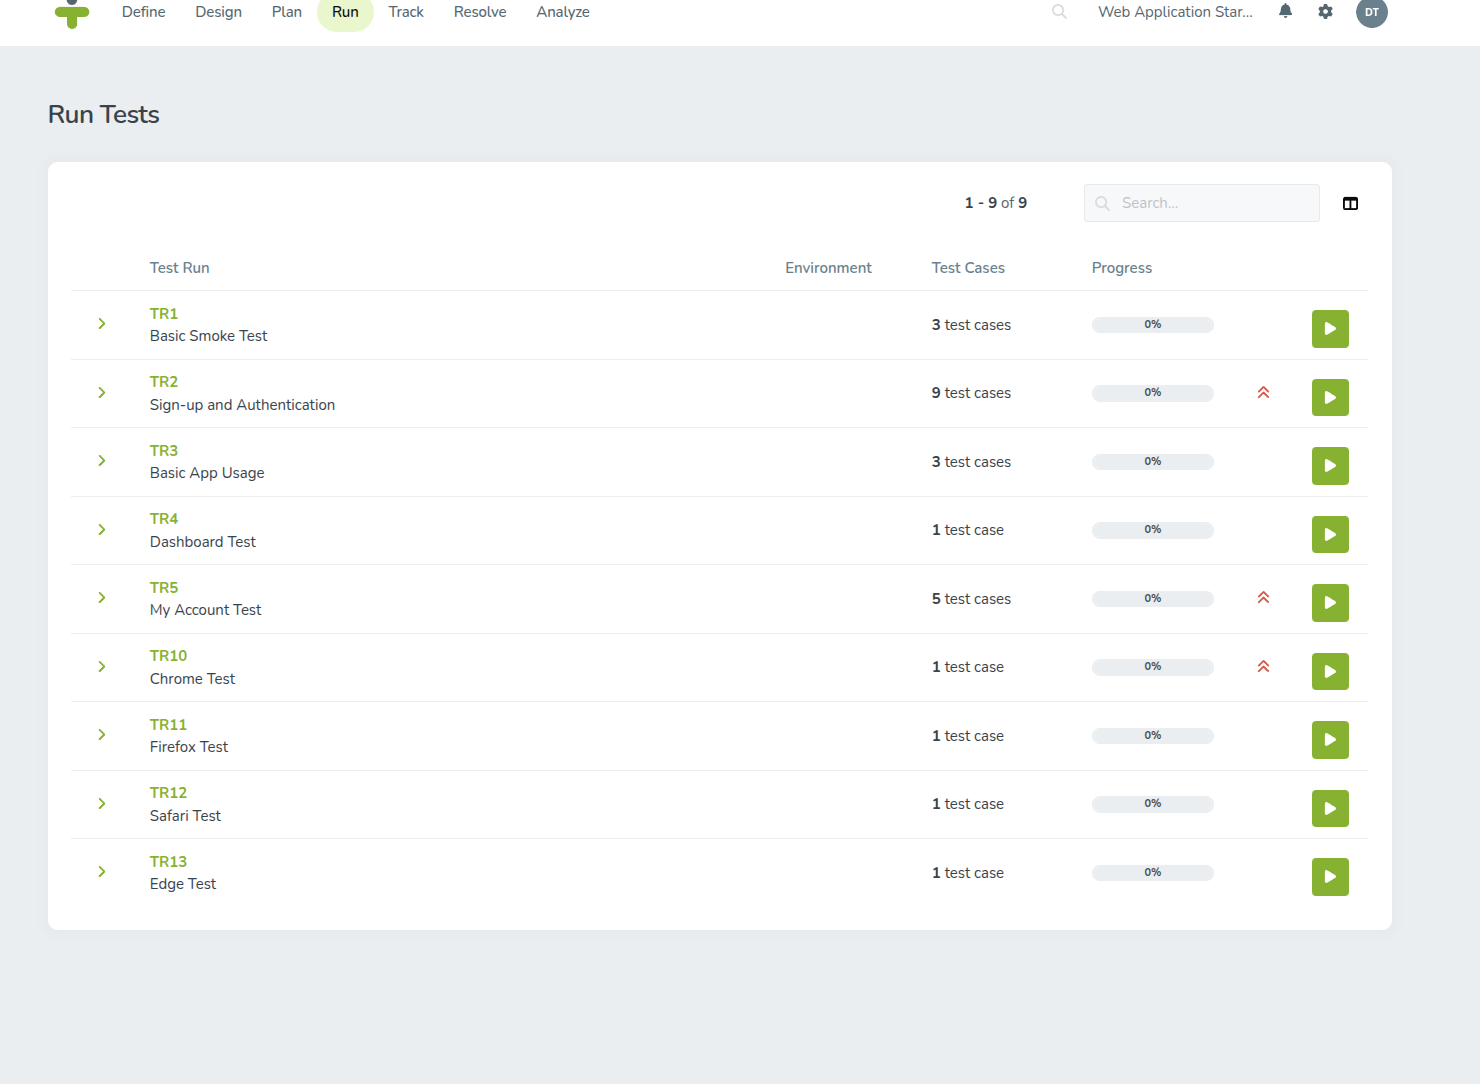 Define Design Plan Run Track Resolve Analyze Web Application Star... DT
Run Tests
1 - 9 of 9 Search...
Test Run Environment Test Cases Progress
TR1
Basic Smoke Test 3 test cases 0%
TR2
Sign-up and Authentication 9 test cases 0%
TR3
Basic App Usage 3 test cases 0%
TR4
Dashboard Test 1 test case 0%
TR5
My Account Test 5 test cases 0%
TR10
Chrome Test 1 test case 0%
TR11
Firefox Test 1 test case 0%
TR12
Safari Test 1 test case 0%
TR13
Edge Test 1 test case 0%